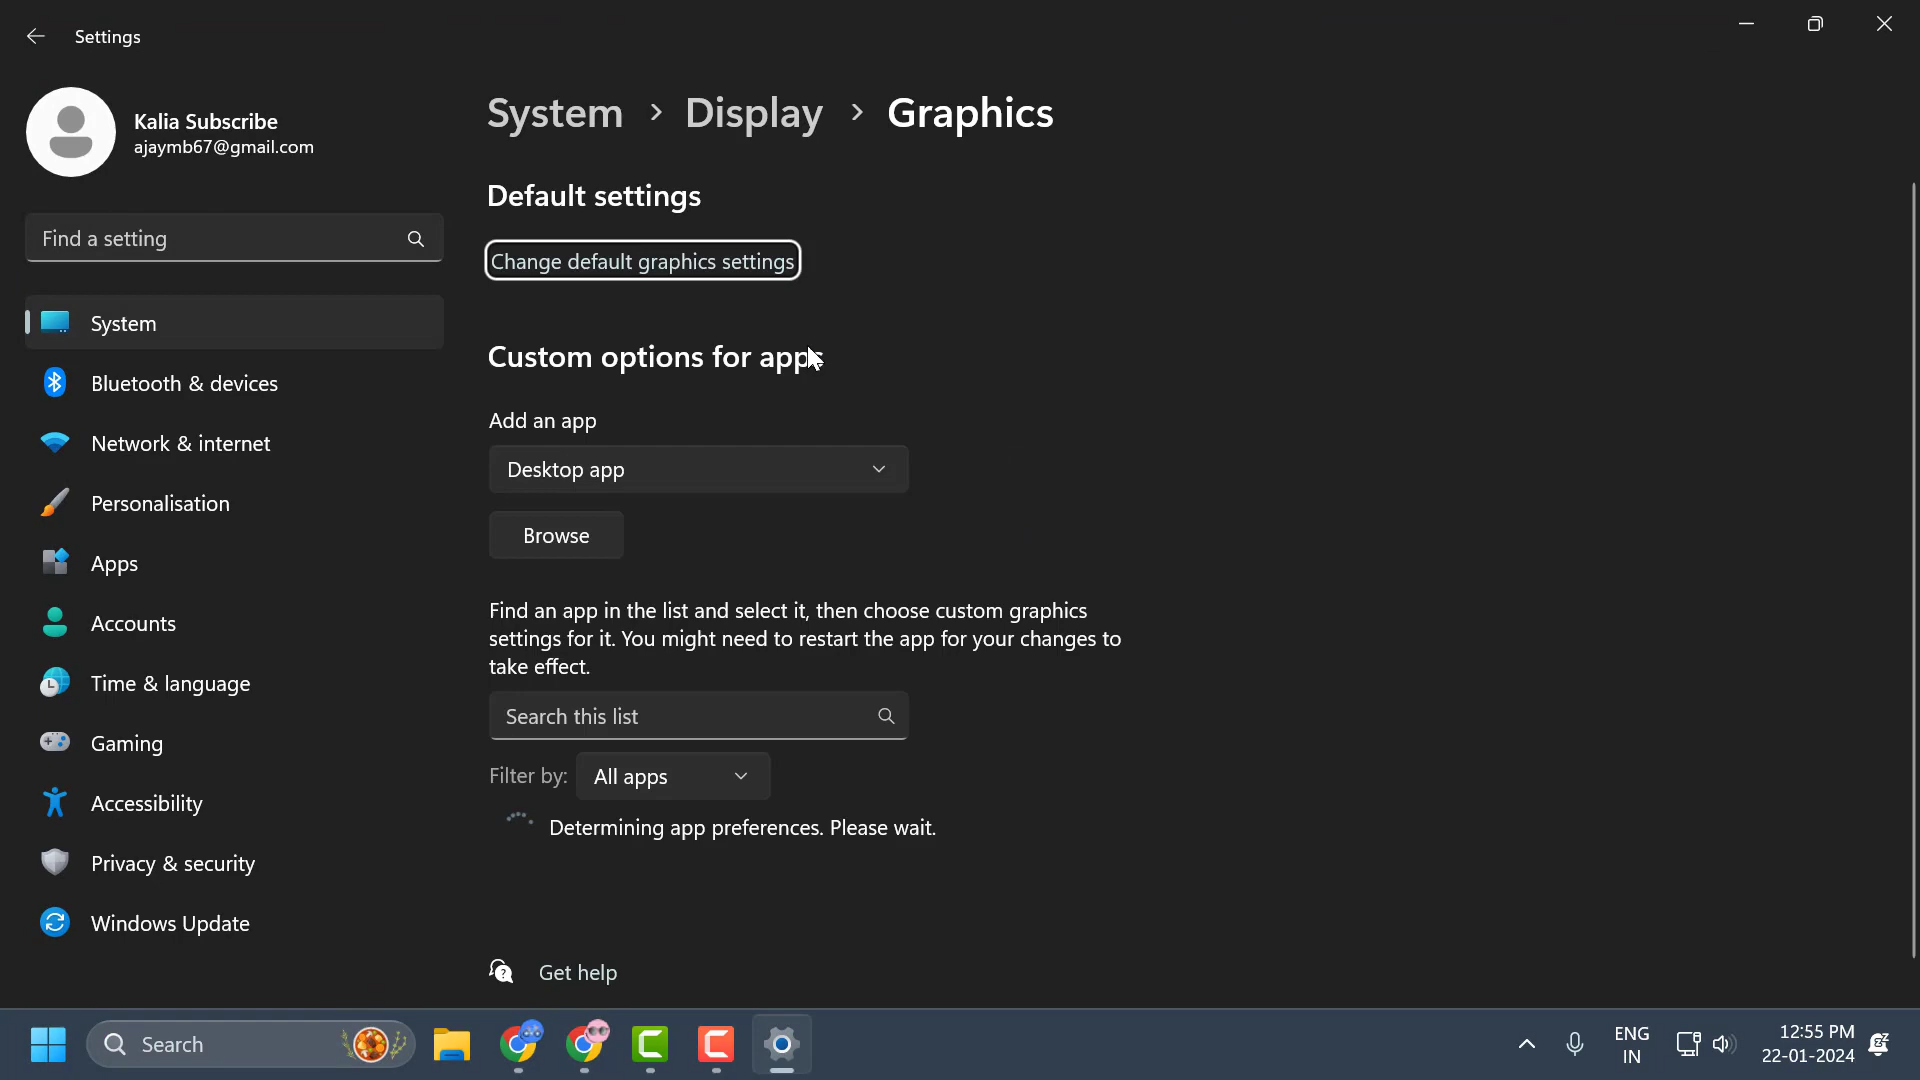 Settings
Kalia Subscribe
ajaymb67@gmail.com
Find a setting
System
Bluetooth & devices
Network & internet
Personalisation
Apps
Accounts
Time & language
Gaming
Accessibility
Privacy & security
Windows Update
System > Display > Graphics
Default settings
Change default graphics settings
Custom options for apps
Add an app
Desktop app
Browse
Find an app in the list and select it, then choose custom graphics
settings for it. You might need to restart the app for your changes to
take effect.
Search this list
Filter by: All apps
Determining app preferences. Please wait.
Get help
Search
ENG
IN
12:55 PM
22-01-2024